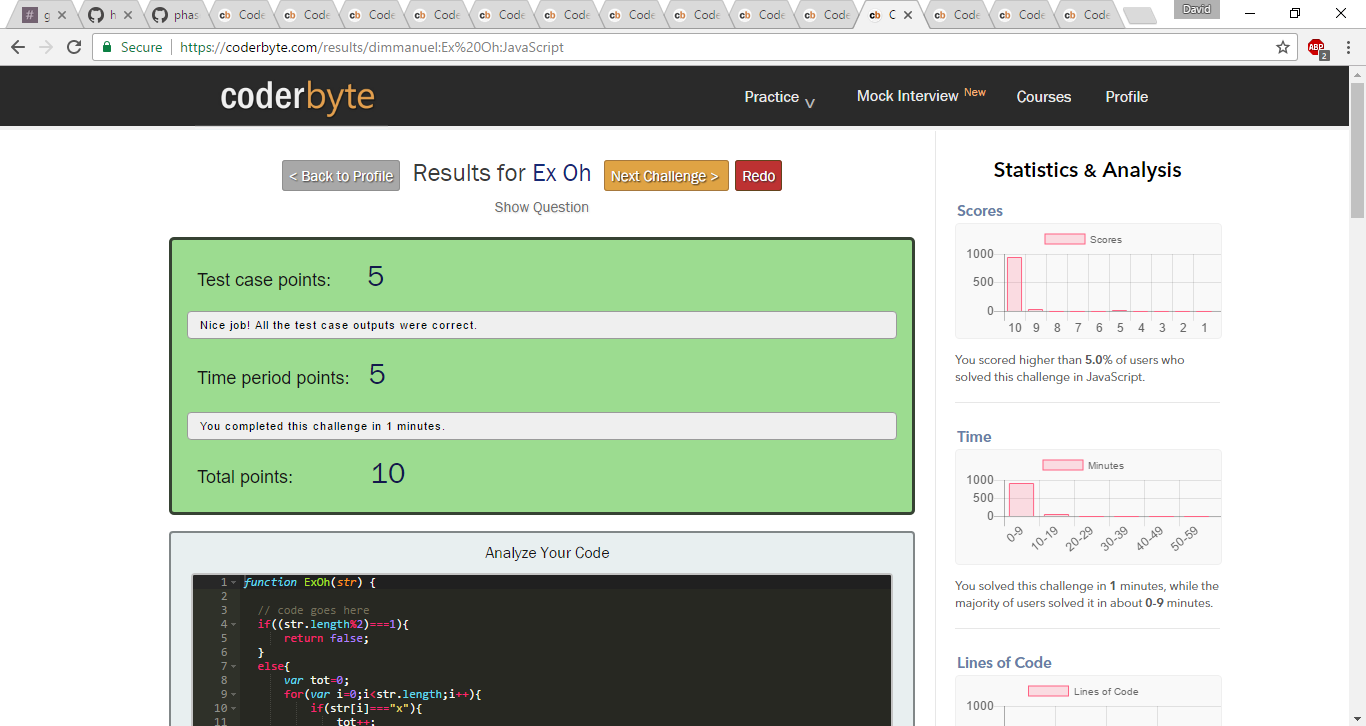 # g
h
phas
cb Code
cb Code
cb Code
cb Code
cb Code
cb Code
cb Code
cb Code
cb Code
cb Code
cb C
cb Code
cb Code
cb Code
David
Secure https://coderbyte.com/results/dimmanuel:Ex%20Oh:JavaScript
ABP 2
coderbyte
Practice Mock Interview New Courses Profile
< Back to Profile Results for Ex Oh Next Challenge > Redo
Show Question
Test case points: 5
Nice job! All the test case outputs were correct.
Time period points: 5
You completed this challenge in 1 minutes.
Total points: 10
Analyze Your Code
1 function ExOh(str) {
2
3 // code goes here
4 if((str.length%2)===1){
5 return false;
6 }
7 else{
8 var tot=0;
9 for(var i=0;i<str.length;i++){
10 if(str[i]==="x"){
11 tot++;
Statistics & Analysis
Scores
Scores
1000
500
0
10 9 8 7 6 5 4 3 2 1
You scored higher than 5.0% of users who
solved this challenge in JavaScript.
Time
Minutes
1000
500
0
0-9 10-19 20-29 30-39 40-49 50-59
You solved this challenge in 1 minutes, while the
majority of users solved it in about 0-9 minutes.
Lines of Code
Lines of Code
1000